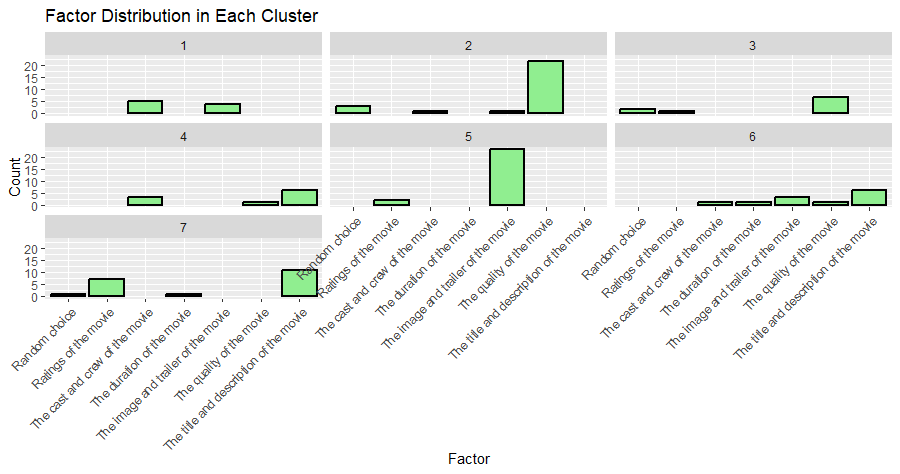 Factor Distribution in Each Cluster
1
2
3
20
15
10
5
0
4
5
6
20
15
10
5
0
7
20
15
10
5
0
Count
Random choice
Ratings of the movie
The cast and crew of the movie
The duration of the movie
The image and trailer of the movie
The quality of the movie
The title and description of the movie
Random choice
Ratings of the movie
The cast and crew of the movie
The duration of the movie
The image and trailer of the movie
The quality of the movie
The title and description of the movie
Random choice
Ratings of the movie
The cast and crew of the movie
The duration of the movie
The image and trailer of the movie
The quality of the movie
The title and description of the movie
Factor